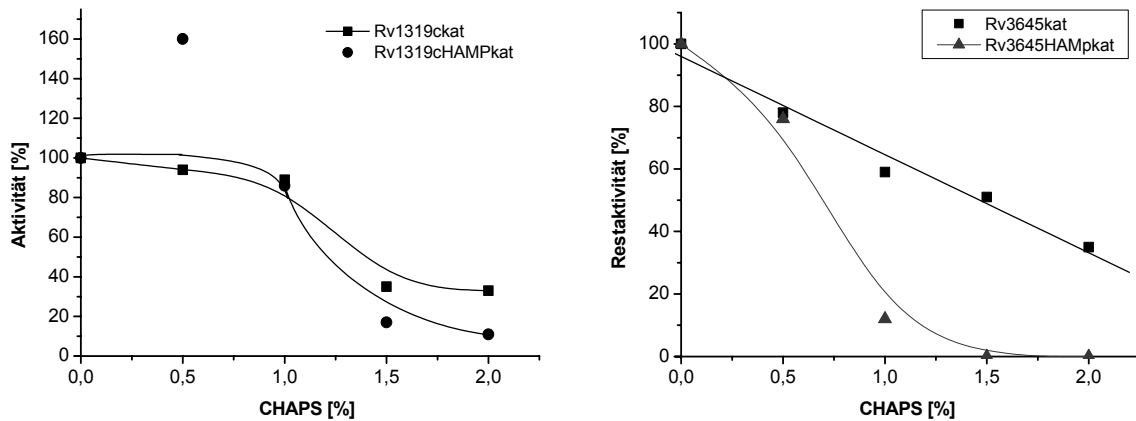 160
140
120
100
80
60
40
20
0
0,0 0,5 1,0 1,5 2,0
Aktivität [%]
CHAPS [%]
Rv1319ckat
Rv1319cHAMPkat
100
80
60
40
20
0
0,0 0,5 1,0 1,5 2,0
Restaktivität [%]
CHAPS [%]
Rv3645kat
Rv3645HAMpkat